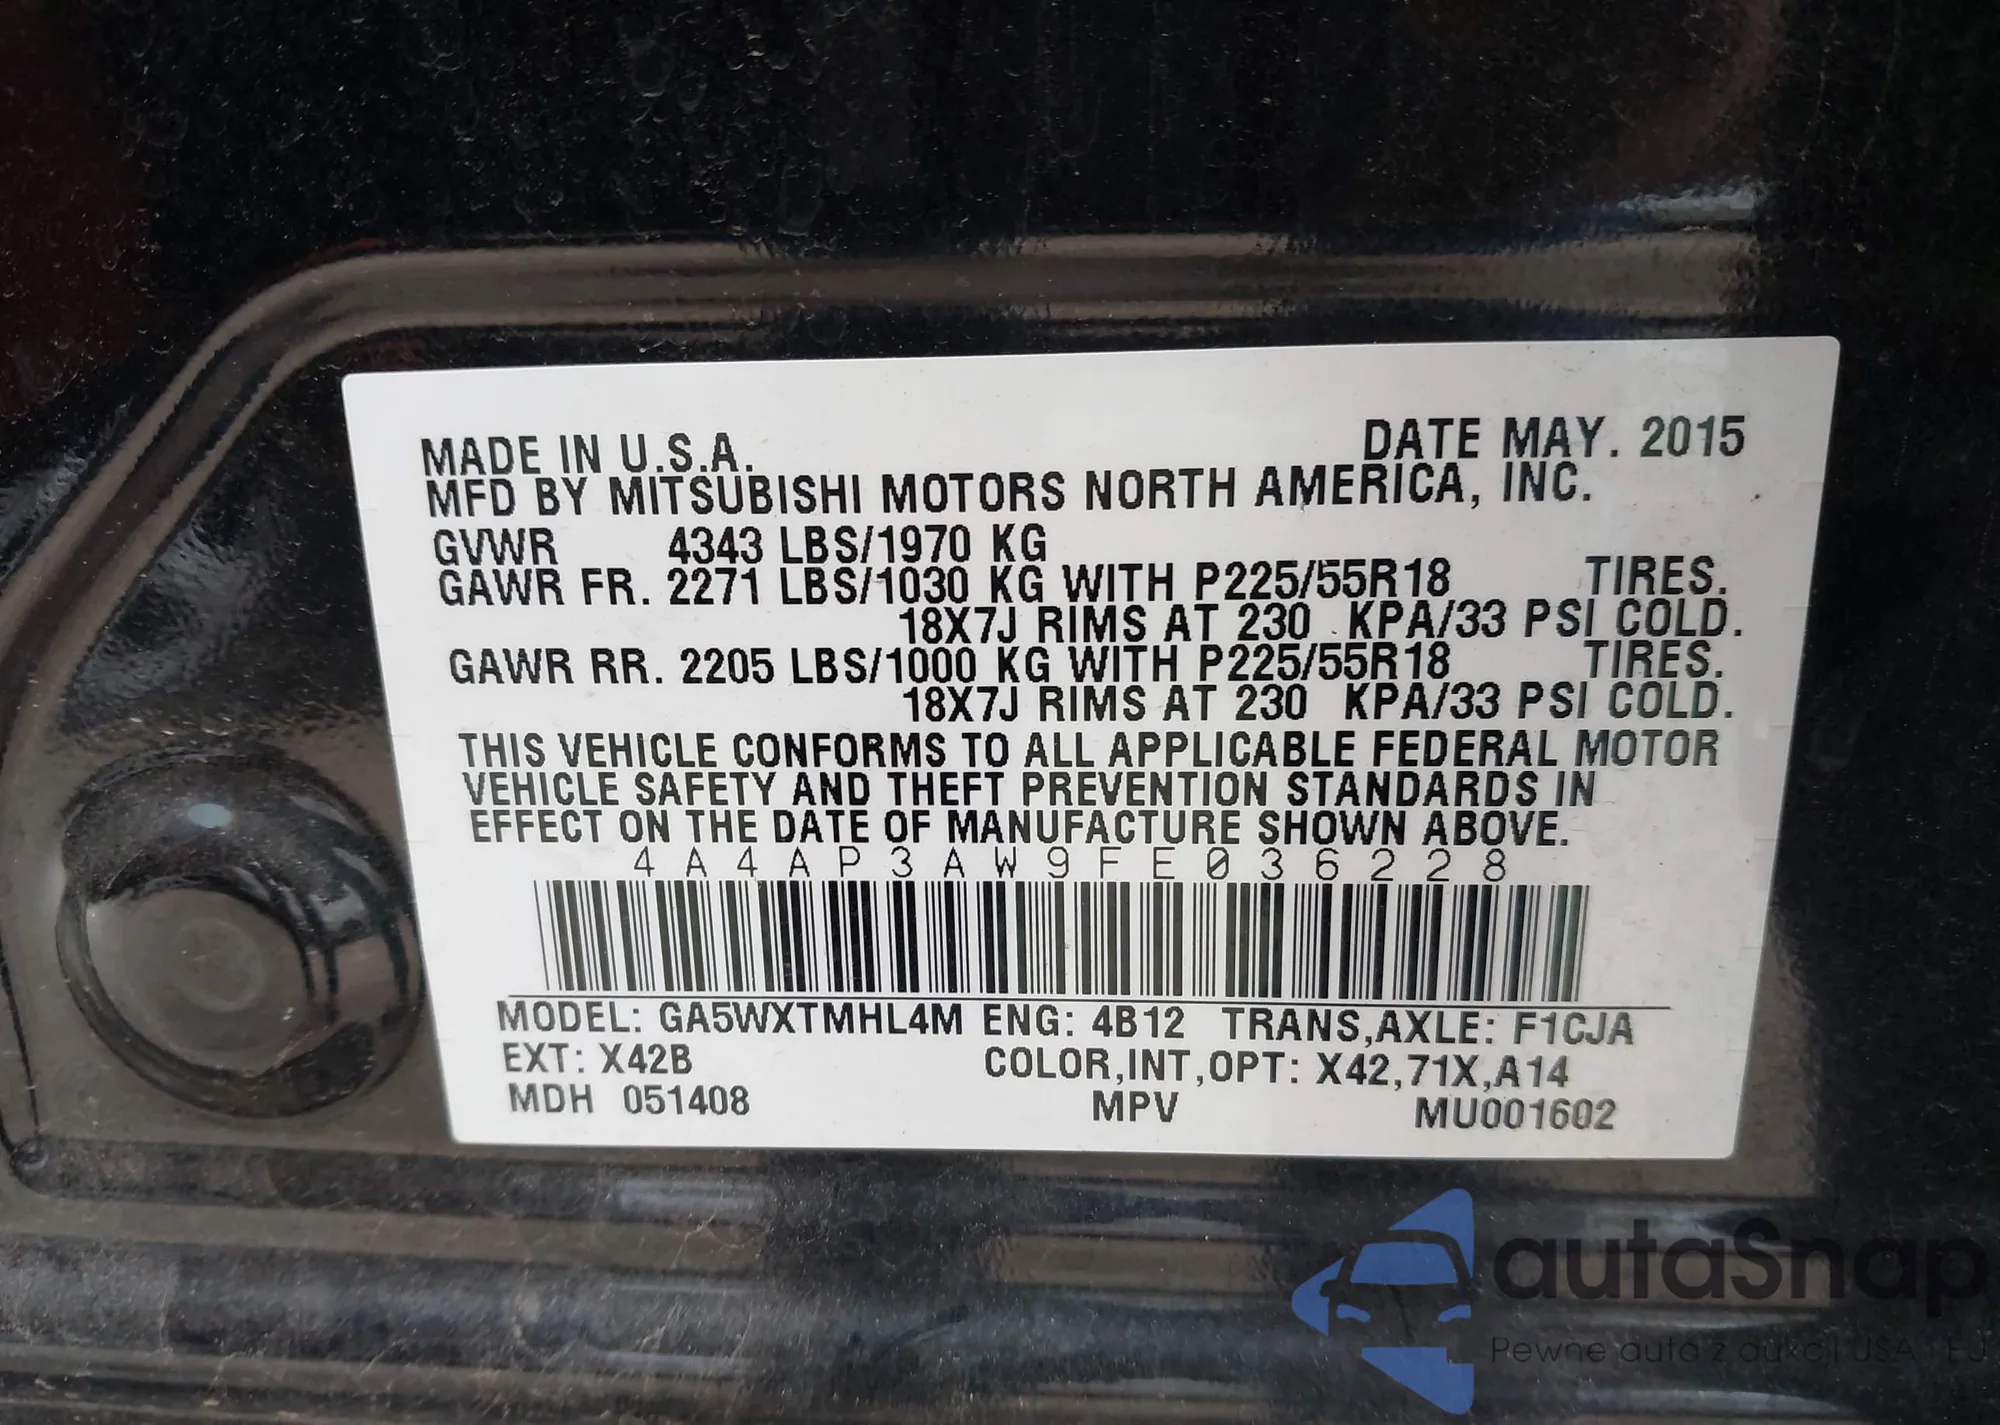 MADE IN U.S.A. DATE MAY. 2015
MFD BY MITSUBISHI MOTORS NORTH AMERICA, INC.
GVWR 4343 LBS/1970 KG
GAWR FR. 2271 LBS/1030 KG WITH P225/55R18 TIRES.
18X7J RIMS AT 230 KPA/33 PSI COLD.
GAWR RR. 2205 LBS/1000 KG WITH P225/55R18 TIRES.
18X7J RIMS AT 230 KPA/33 PSI COLD.
THIS VEHICLE CONFORMS TO ALL APPLICABLE FEDERAL MOTOR
VEHICLE SAFETY AND THEFT PREVENTION STANDARDS IN
EFFECT ON THE DATE OF MANUFACTURE SHOWN ABOVE.
4A4AP3AW9FE036228
MODEL: GA5WXTMHL4M ENG: 4B12 TRANS,AXLE: F1CJA
EXT: X42B COLOR,INT,OPT: X42,71X,A14
MDH 051408 MPV MU001602
autaSnap
Pewne auta z aukcji USA i EU